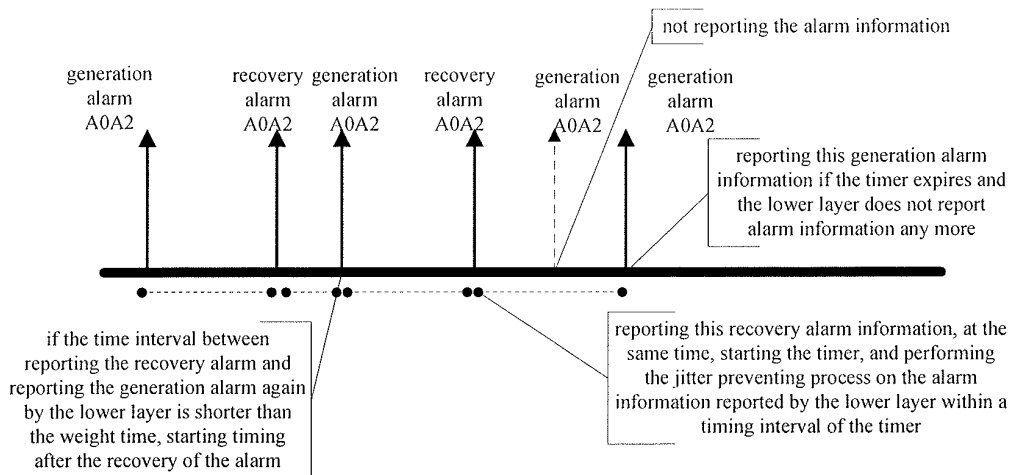 not reporting the alarm information
generation
alarm
A0A2
recovery
alarm
A0A2
generation
alarm
A0A2
recovery
alarm
A0A2
generation
alarm
A0A2
generation
alarm
A0A2
reporting this generation alarm
information if the timer expires and
the lower layer does not report
alarm information any more
if the time interval between
reporting the recovery alarm and
reporting the generation alarm again
by the lower layer is shorter than
the weight time, starting timing
after the recovery of the alarm
reporting this recovery alarm information, at the
same time, starting the timer, and performing
the jitter preventing process on the alarm
information reported by the lower layer within a
timing interval of the timer